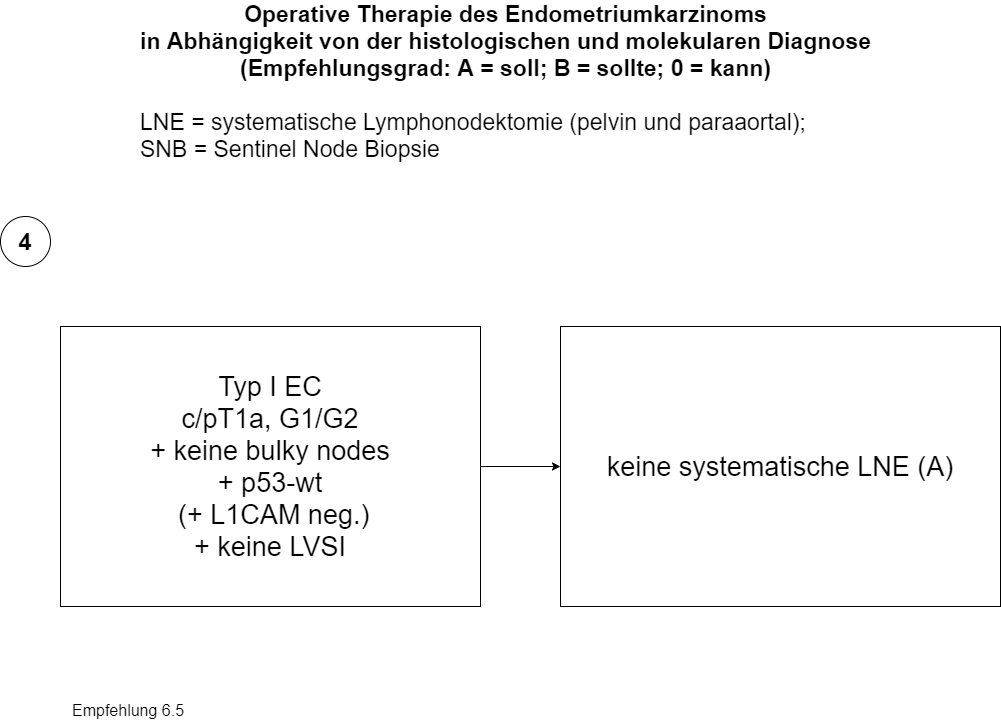 Operative Therapie des Endometriumkarzinoms
in Abhängigkeit von der histologischen und molekularen Diagnose
(Empfehlungsgrad: A = soll; B = sollte; 0 = kann)
LNE = systematische Lymphonodektomie (pelvin und paraaortal);
SNB = Sentinel Node Biopsie
4
Typ I EC
c/pT1a, G1/G2
+ keine bulky nodes
+ p53-wt
(+ L1CAM neg.)
+ keine LVSI
keine systematische LNE (A)
Empfehlung 6.5